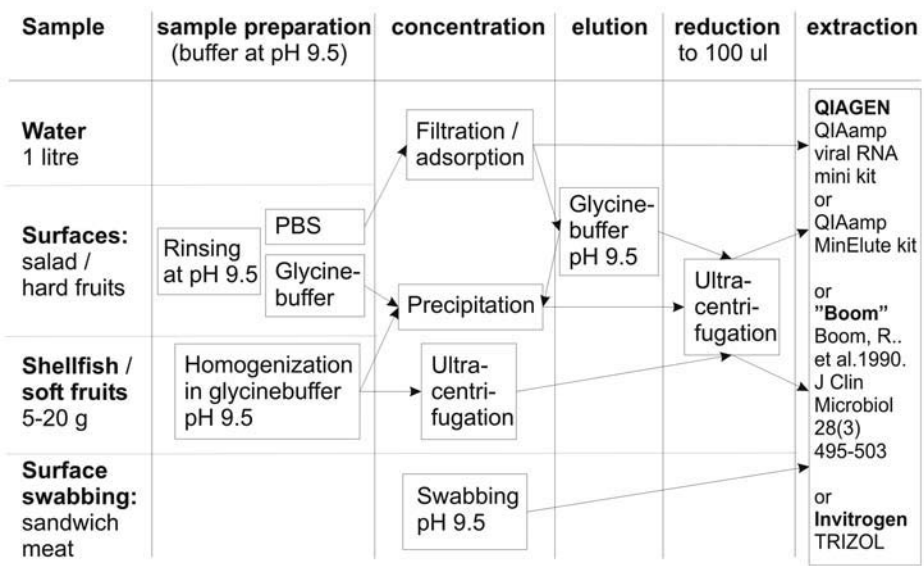 Sample
sample preparation
(buffer at pH 9.5)
concentration
elution
reduction
to 100 ul
extraction
Water
1 litre
Filtration /
adsorption
Surfaces:
salad /
hard fruits
Rinsing
at pH 9.5
PBS
Glycine-
buffer
Precipitation
Glycine-
buffer
pH 9.5
Ultra-
centri-
fugation
Shellfish /
soft fruits
5-20 g
Homogenization
in glycinebuffer
pH 9.5
Ultra-
centri-
fugation
Surface
swabbing:
sandwich
meat
Swabbing
pH 9.5
QIAGEN
QIAamp
viral RNA
mini kit
or
QIAamp
MinElute kit
or
"Boom"
Boom, R..
et al.1990.
J Clin
Microbiol
28(3)
495-503
or
Invitrogen
TRIZOL